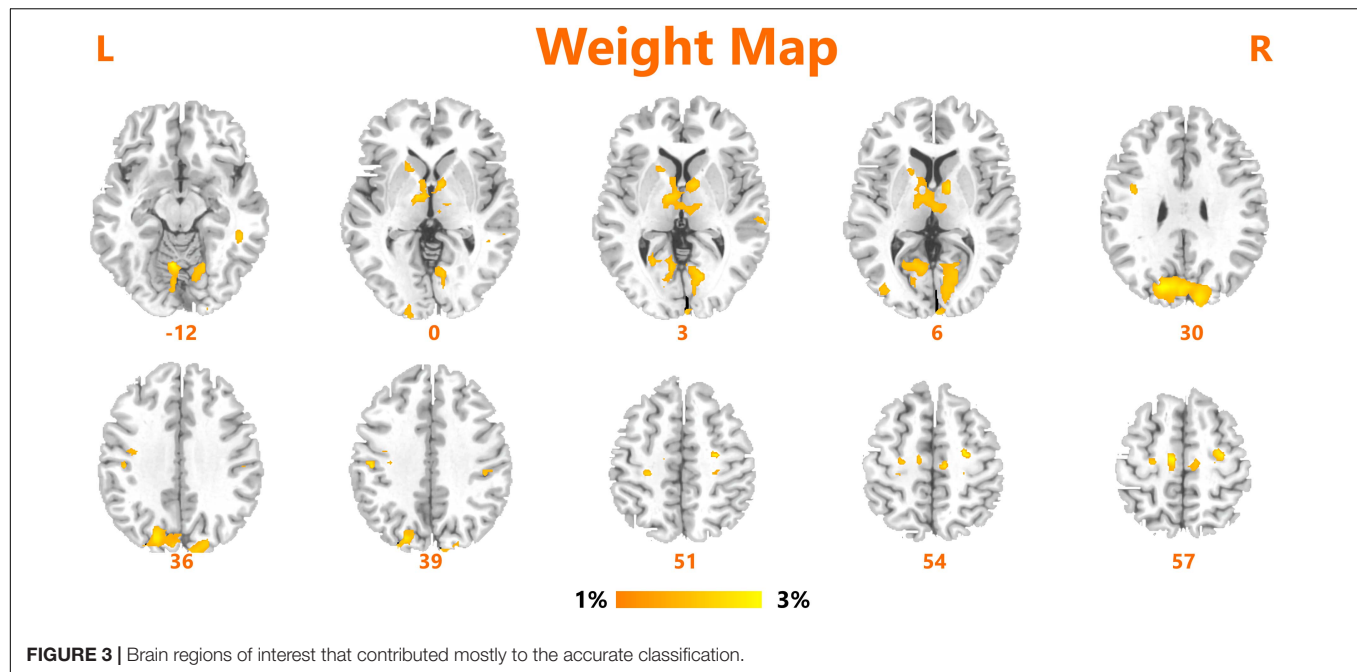 L Weight Map R
-12 0 3 6 30
36 39 51 54 57
1% 3%
FIGURE 3 | Brain regions of interest that contributed mostly to the accurate classification.